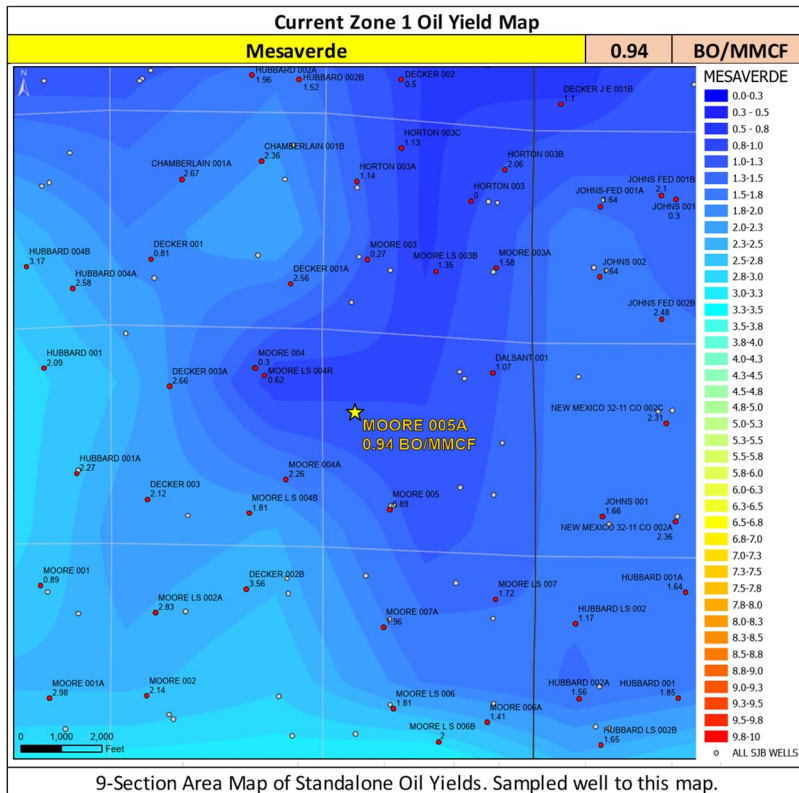 Current Zone 1 Oil Yield Map
Mesaverde 0.94 BO/MMCF
MESAVERDE
0.0-0.3
0.3 - 0.5
0.5 - 0.8
0.8-1.0
1.0-1.3
1.3-1.5
1.5-1.8
1.8-2.0
2.0-2.3
2.3-2.5
2.5-2.8
2.8-3.0
3.0-3.3
3.3-3.5
3.5-3.8
3.8-4.0
4.0-4.3
4.3-4.5
4.5-4.8
4.8-5.0
5.0-5.3
5.3-5.5
5.5-5.8
5.8-6.0
6.0-6.3
6.3-6.5
6.5-6.8
6.8-7.0
7.0-7.3
7.3-7.5
7.5-7.8
7.8-8.0
8.0-8.3
8.3-8.5
8.5-8.8
8.8-9.0
9.0-9.3
9.3-9.5
9.5-9.8
9.8-10
ALL SJB WELLS
N
HUBBARD 002A
1.96
HUBBARD 002B
1.52
DECKER 002
0.5
DECKER J.E 001B
1.1
CHAMBERLAIN 001B
2.36
CHAMBERLAIN 001A
2.67
HORTON 003C
1.13
HORTON 003A
1.14
HORTON 003B
2.06
HORTON 003
0
JOHNS-FED 001A
1.64
JOHNS FED 001B
2.1
JOHNS 001
0.3
HUBBARD 004B
3.17
HUBBARD 004A
2.58
DECKER 001
0.81
DECKER 001A
2.56
MOORE 003
0.27
MOORE LS 003B
1.35
MOORE 003A
1.58
JOHNS 002
1.64
JOHNS FED 002B
2.48
HUBBARD 001
2.09
DECKER 003A
2.66
MOORE 004
0.3
MOORE LS 004R
0.62
DALSANT 001
1.07
MOORE 005A
0.94 BO/MMCF
NEW MEXICO 32-11 CO 002C
2.31
HUBBARD 001A
2.27
DECKER 003
2.12
MOORE 004A
2.26
MOORE L S 004B
1.81
MOORE 005
0.89
JOHNS 001
1.66
NEW MEXICO 32-11 CO 002A
2.36
MOORE 001
0.89
MOORE LS 002A
2.83
DECKER 002B
3.56
MOORE 007A
1.96
MOORE LS 007
1.72
HUBBARD LS 002
1.17
HUBBARD 001A
1.64
MOORE 001A
2.98
MOORE 002
2.14
MOORE LS 006
1.81
MOORE 006A
1.41
MOORE L S 006B
2
HUBBARD 002A
1.56
HUBBARD 001
1.85
HUBBARD LS 002B
1.65
0 1,000 2,000
Feet
9-Section Area Map of Standalone Oil Yields. Sampled well to this map.